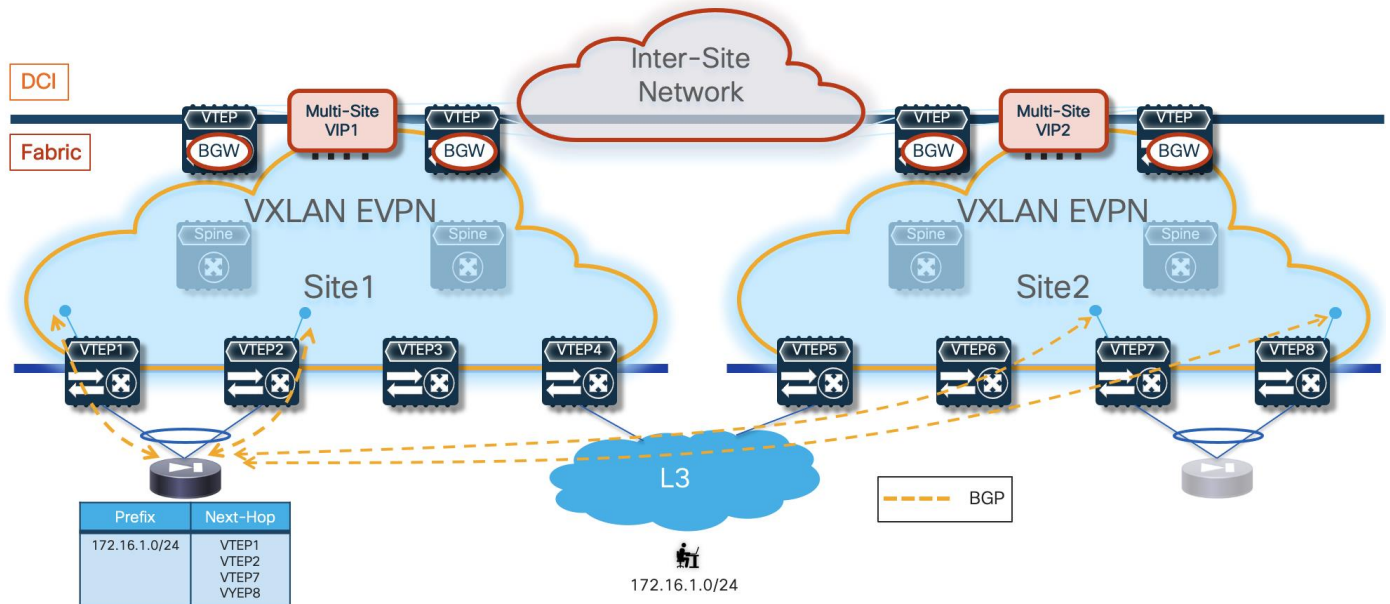 DCI
Fabric
Inter-Site
Network
VTEP
BGW
Multi-Site
VIP1
VTEP
BGW
VTEP
BGW
Multi-Site
VIP2
VTEP
BGW
VXLAN EVPN
VXLAN EVPN
Spine
Spine
Spine
Spine
Site1
Site2
VTEP1
VTEP2
VTEP3
VTEP4
VTEP5
VTEP6
VTEP7
VTEP8
L3
BGP
Prefix
Next-Hop
172.16.1.0/24
VTEP1
VTEP2
VTEP7
VYEP8
172.16.1.0/24